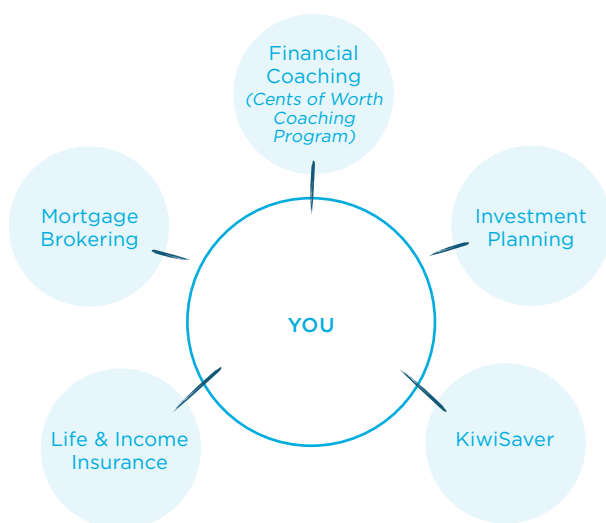 Financial
Coaching
(Cents of Worth
Coaching
Program)
Mortgage
Brokering
Investment
Planning
YOU
Life & Income
Insurance
KiwiSaver